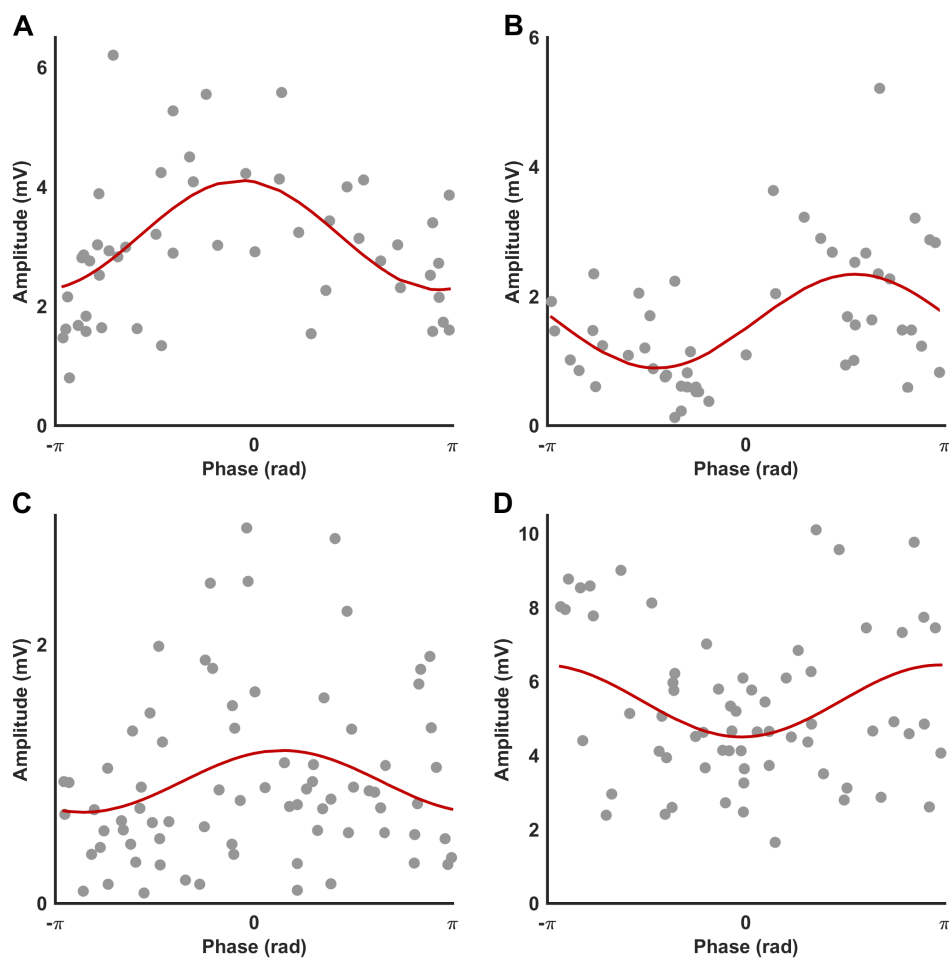 A
Amplitude (mV)
6
4
2
0
-π
0
π
Phase (rad)
B
Amplitude (mV)
6
4
2
0
-π
0
π
Phase (rad)
C
Amplitude (mV)
2
0
-π
0
π
Phase (rad)
D
Amplitude (mV)
10
8
6
4
2
0
-π
0
π
Phase (rad)